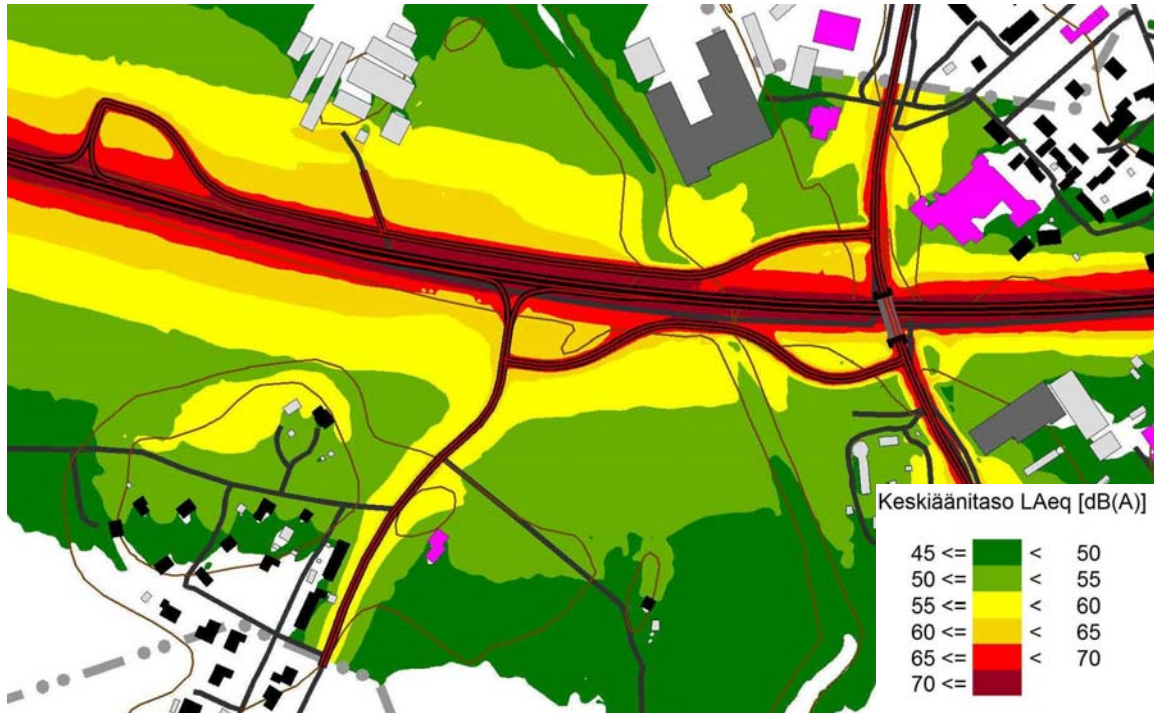 Keskiäänitaso LAeq [dB(A)]
45 <= < 50
50 <= < 55
55 <= < 60
60 <= < 65
65 <= < 70
70 <=